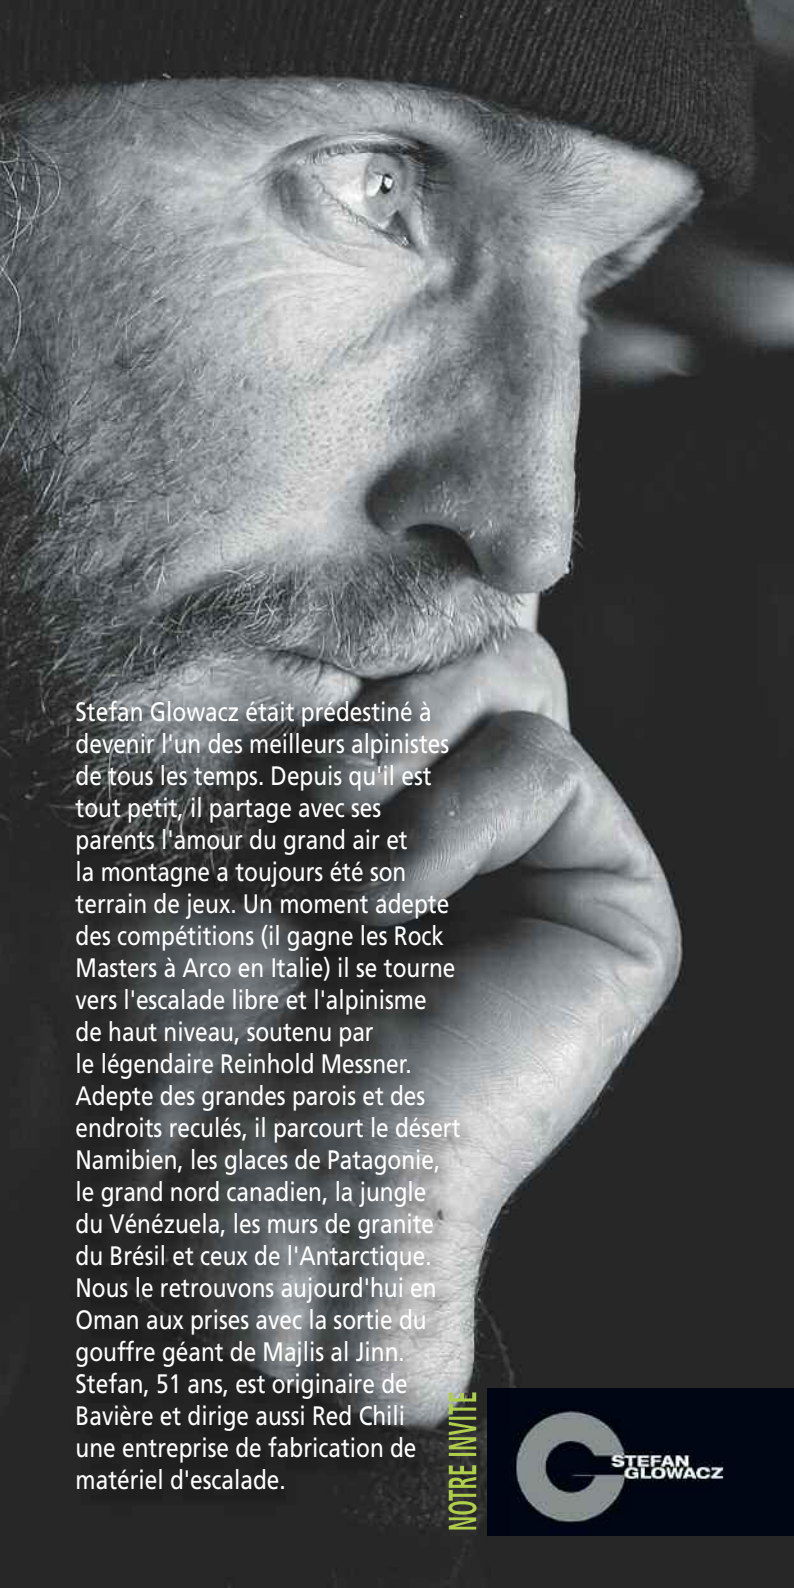 Stefan Glowacz était prédestiné à
devenir l'un des meilleurs alpinistes
de tous les temps. Depuis qu'il est
tout petit, il partage avec ses
parents l'amour du grand air et
la montagne a toujours été son
terrain de jeux. Un moment adepte
des compétitions (il gagne les Rock
Masters à Arco en Italie) il se tourne
vers l'escalade libre et l'alpinisme
de haut niveau, soutenu par
le légendaire Reinhold Messner.
Adepte des grandes parois et des
endroits reculés, il parcourt le désert
Namibien, les glaces de Patagonie,
le grand nord canadien, la jungle
du Vénézuela, les murs de granite
du Brésil et ceux de l'Antarctique.
Nous le retrouvons aujourd'hui en
Oman aux prises avec la sortie du
gouffre géant de Majlis al Jinn.
Stefan, 51 ans, est originaire de
Bavière et dirige aussi Red Chili
une entreprise de fabrication de
matériel d'escalade.
NOTRE INVITE
STEFAN
GLOWACZ